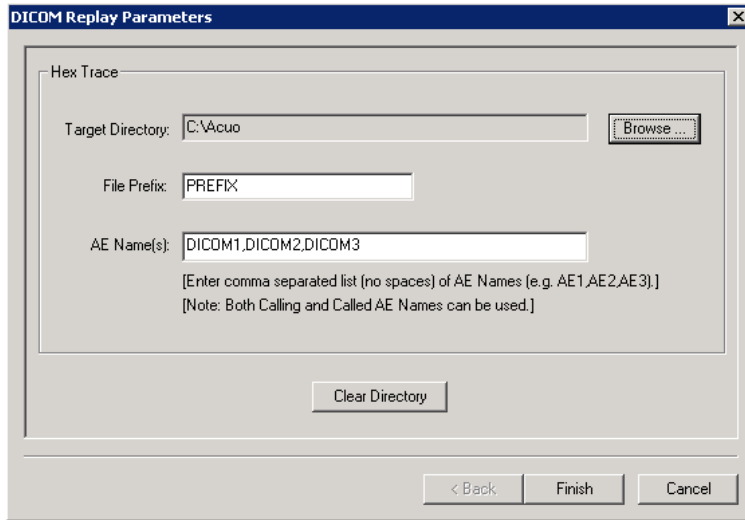 DICOM Replay Parameters
Hex Trace
Target Directory: C:\Acuo Browse ...
File Prefix: PREFIX
AE Name(s): DICOM1,DICOM2,DICOM3
[Enter comma separated list (no spaces) of AE Names (e.g. AE1,AE2,AE3).]
[Note: Both Calling and Called AE Names can be used.]
Clear Directory
< Back Finish Cancel